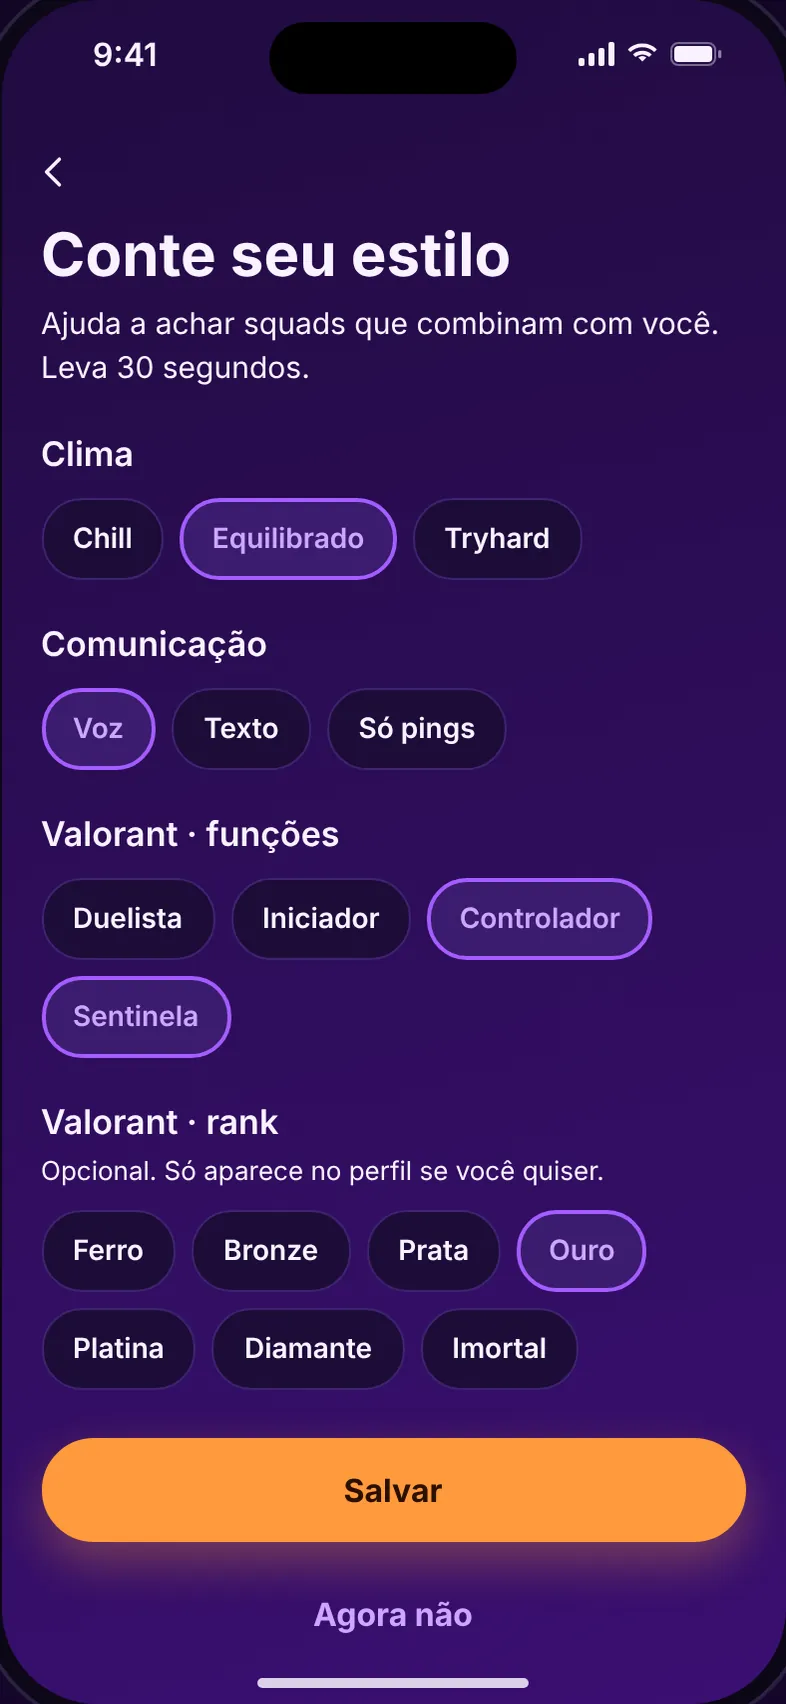 9:41
Conte seu estilo
Ajuda a achar squads que combinam com você.
Leva 30 segundos.
Clima
Chill Equilibrado Tryhard
Comunicação
Voz Texto Só pings
Valorant · funções
Duelista Iniciador Controlador
Sentinela
Valorant · rank
Opcional. Só aparece no perfil se você quiser.
Ferro Bronze Prata Ouro
Platina Diamante Imortal
Salvar
Agora não